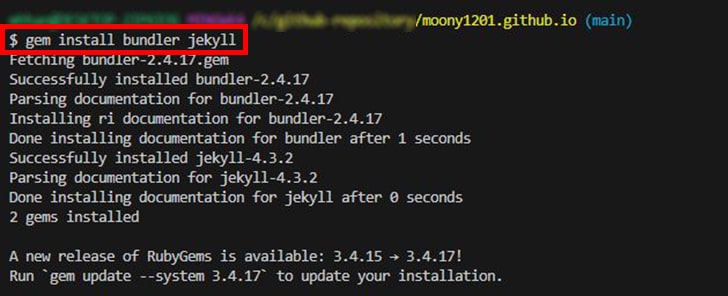 /moony1201.github.io (main)
$ gem install bundler jekyll
Fetching bundler-2.4.17.gem
Successfully installed bundler-2.4.17
Parsing documentation for bundler-2.4.17
Installing ri documentation for bundler-2.4.17
Done installing documentation for bundler after 1 seconds
Successfully installed jekyll-4.3.2
Parsing documentation for jekyll-4.3.2
Done installing documentation for jekyll after 0 seconds
2 gems installed
A new release of RubyGems is available: 3.4.15 → 3.4.17!
Run `gem update --system 3.4.17` to update your installation.